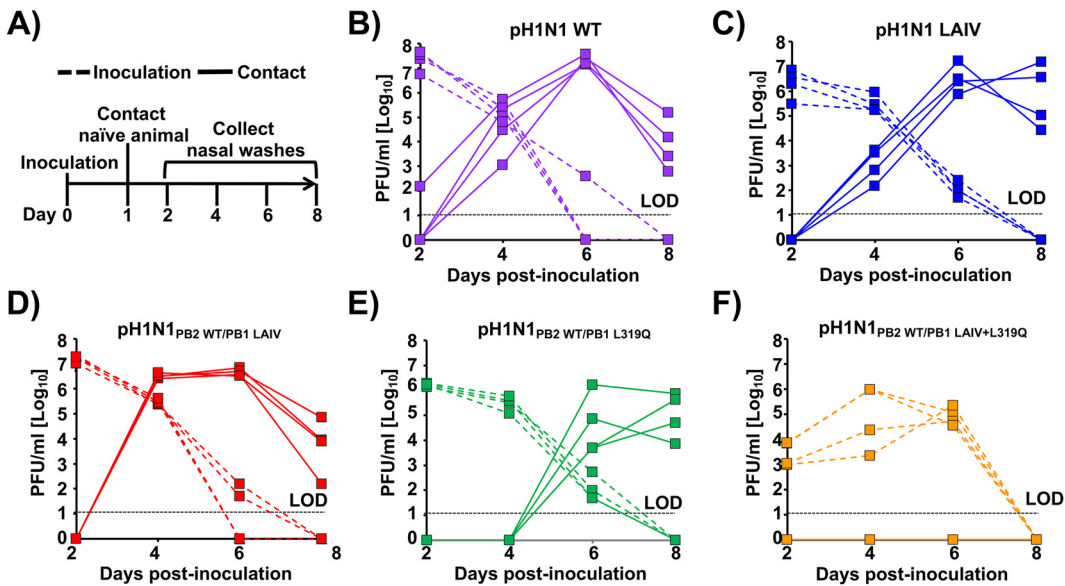 A)
Inoculation Contact
Contact
naïve animal
Collect
nasal washes
Inoculation
Day 0 1 2 4 6 8
B)
pH1N1 WT
PFU/ml [Log10]
8
7
6
5
4
3
2
1
0
LOD
2 4 6 8
Days post-inoculation
C)
pH1N1 LAIV
PFU/ml [Log10]
8
7
6
5
4
3
2
1
0
LOD
2 4 6 8
Days post-inoculation
D)
pH1N1PB2 WT/PB1 LAIV
PFU/ml [Log10]
8
7
6
5
4
3
2
1
0
LOD
2 4 6 8
Days post-inoculation
E)
pH1N1PB2 WT/PB1 L319Q
PFU/ml [Log10]
8
7
6
5
4
3
2
1
0
LOD
2 4 6 8
Days post-inoculation
F)
pH1N1PB2 WT/PB1 LAIV+L319Q
PFU/ml [Log10]
8
7
6
5
4
3
2
1
0
LOD
2 4 6 8
Days post-inoculation